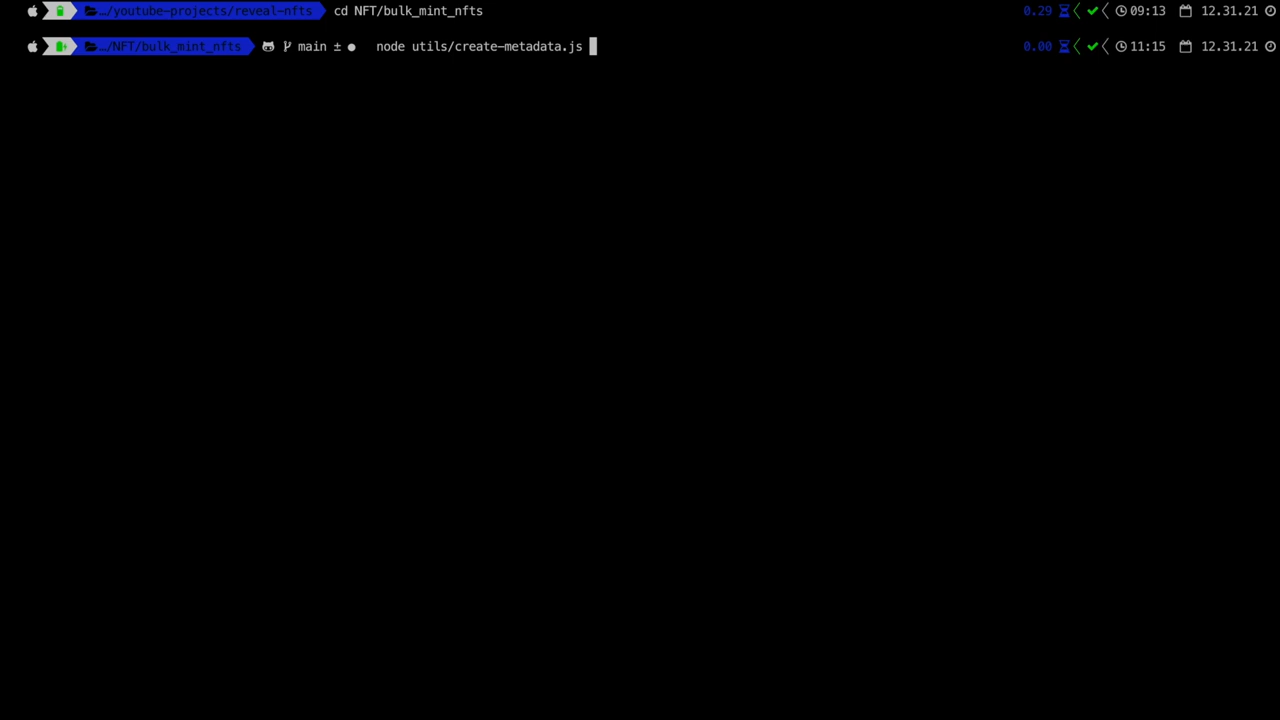 …/youtube-projects/reveal-nfts cd NFT/bulk_mint_nfts 0.29 09:13 12.31.21
…/NFT/bulk_mint_nfts main ± ● node utils/create-metadata.js 0.00 11:15 12.31.21